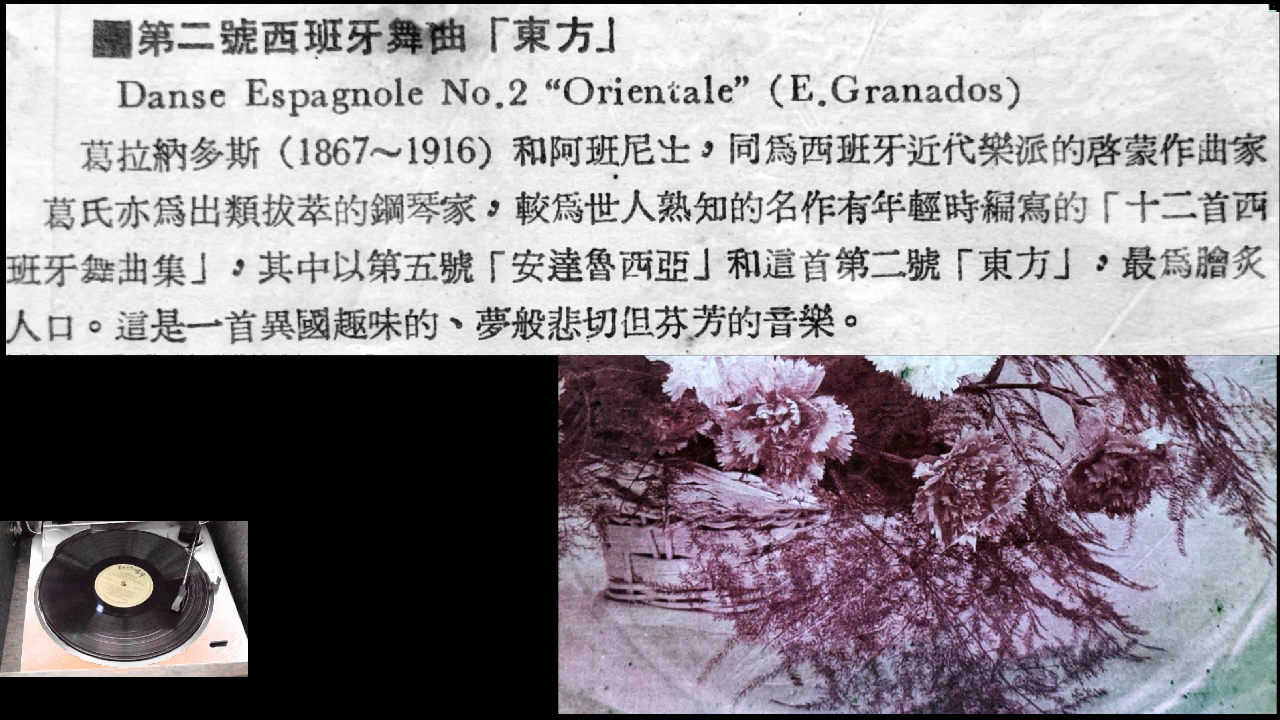 ■第二號西班牙舞曲「東方」
Danse Espagnole No.2 “Orientale” (E.Granados)
葛拉納多斯（1867～1916）和阿班尼士，同爲西班牙近代樂派的啓蒙作曲家
葛氏亦爲出類拔萃的鋼琴家，較爲世人熟知的名作有年輕時編寫的「十二首西
班牙舞曲集」，其中以第五號「安達魯西亞」和這首第二號「東方」，最爲膾炙
人口。這是一首異國趣味的、夢般悲切但芬芳的音樂。